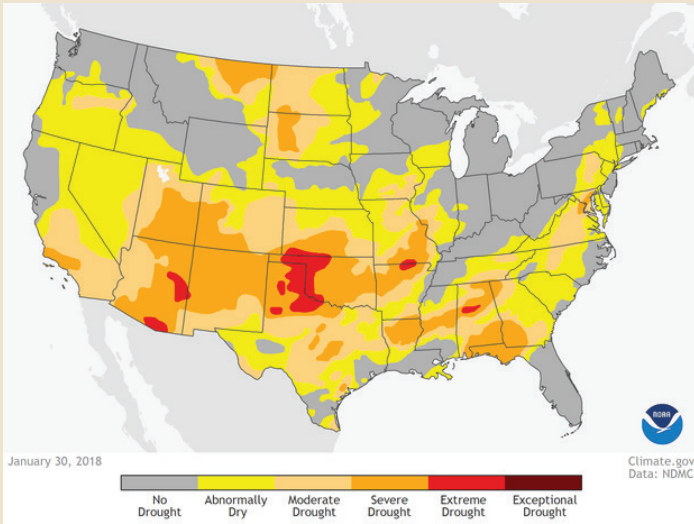 NOAA
January 30, 2018
Climate.gov
Data: NDMC
No Drought
Abnormally Dry
Moderate Drought
Severe Drought
Extreme Drought
Exceptional Drought